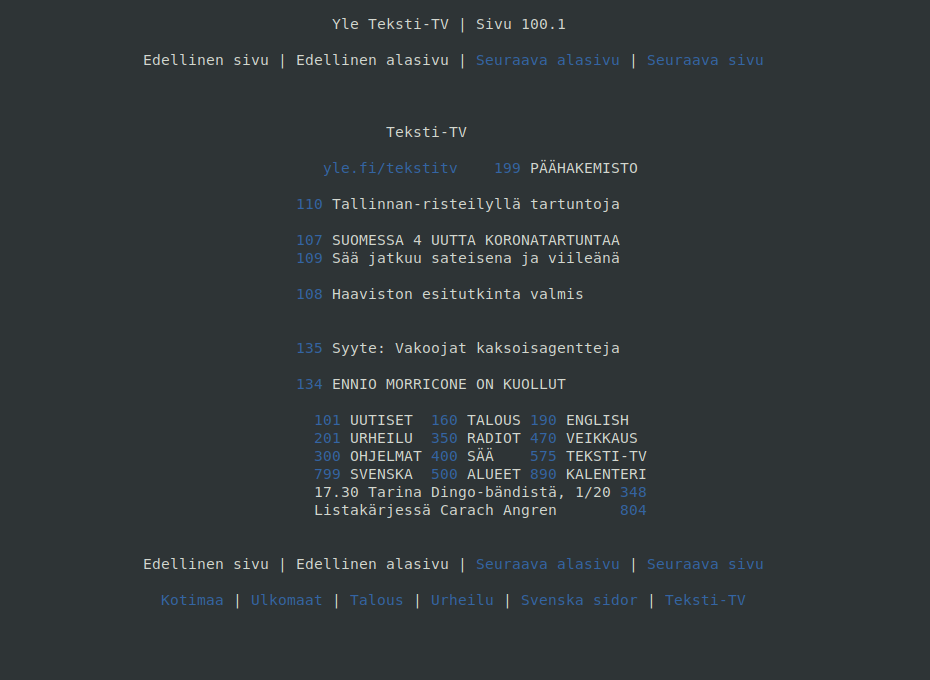 Yle Teksti-TV | Sivu 100.1
Edellinen sivu | Edellinen alasivu | Seuraava alasivu | Seuraava sivu
Teksti-TV
yle.fi/tekstitv 199 PÄÄHAKEMISTO
110 Tallinnan-risteilyllä tartuntoja
107 SUOMESSA 4 UUTTA KORONATARTUNTAA
109 Sää jatkuu sateisena ja viileänä
108 Haaviston esitutkinta valmis
135 Syyte: Vakoojat kaksoisagentteja
134 ENNIO MORRICONE ON KUOLLUT
101 UUTISET 160 TALOUS 190 ENGLISH
201 URHEILU 350 RADIOT 470 VEIKKAUS
300 OHJELMAT 400 SÄÄ 575 TEKSTI-TV
799 SVENSKA 500 ALUEET 890 KALENTERI
17.30 Tarina Dingo-bändistä, 1/20 348
Listakärjessä Carach Angren 804
Edellinen sivu | Edellinen alasivu | Seuraava alasivu | Seuraava sivu
Kotimaa | Ulkomaat | Talous | Urheilu | Svenska sidor | Teksti-TV